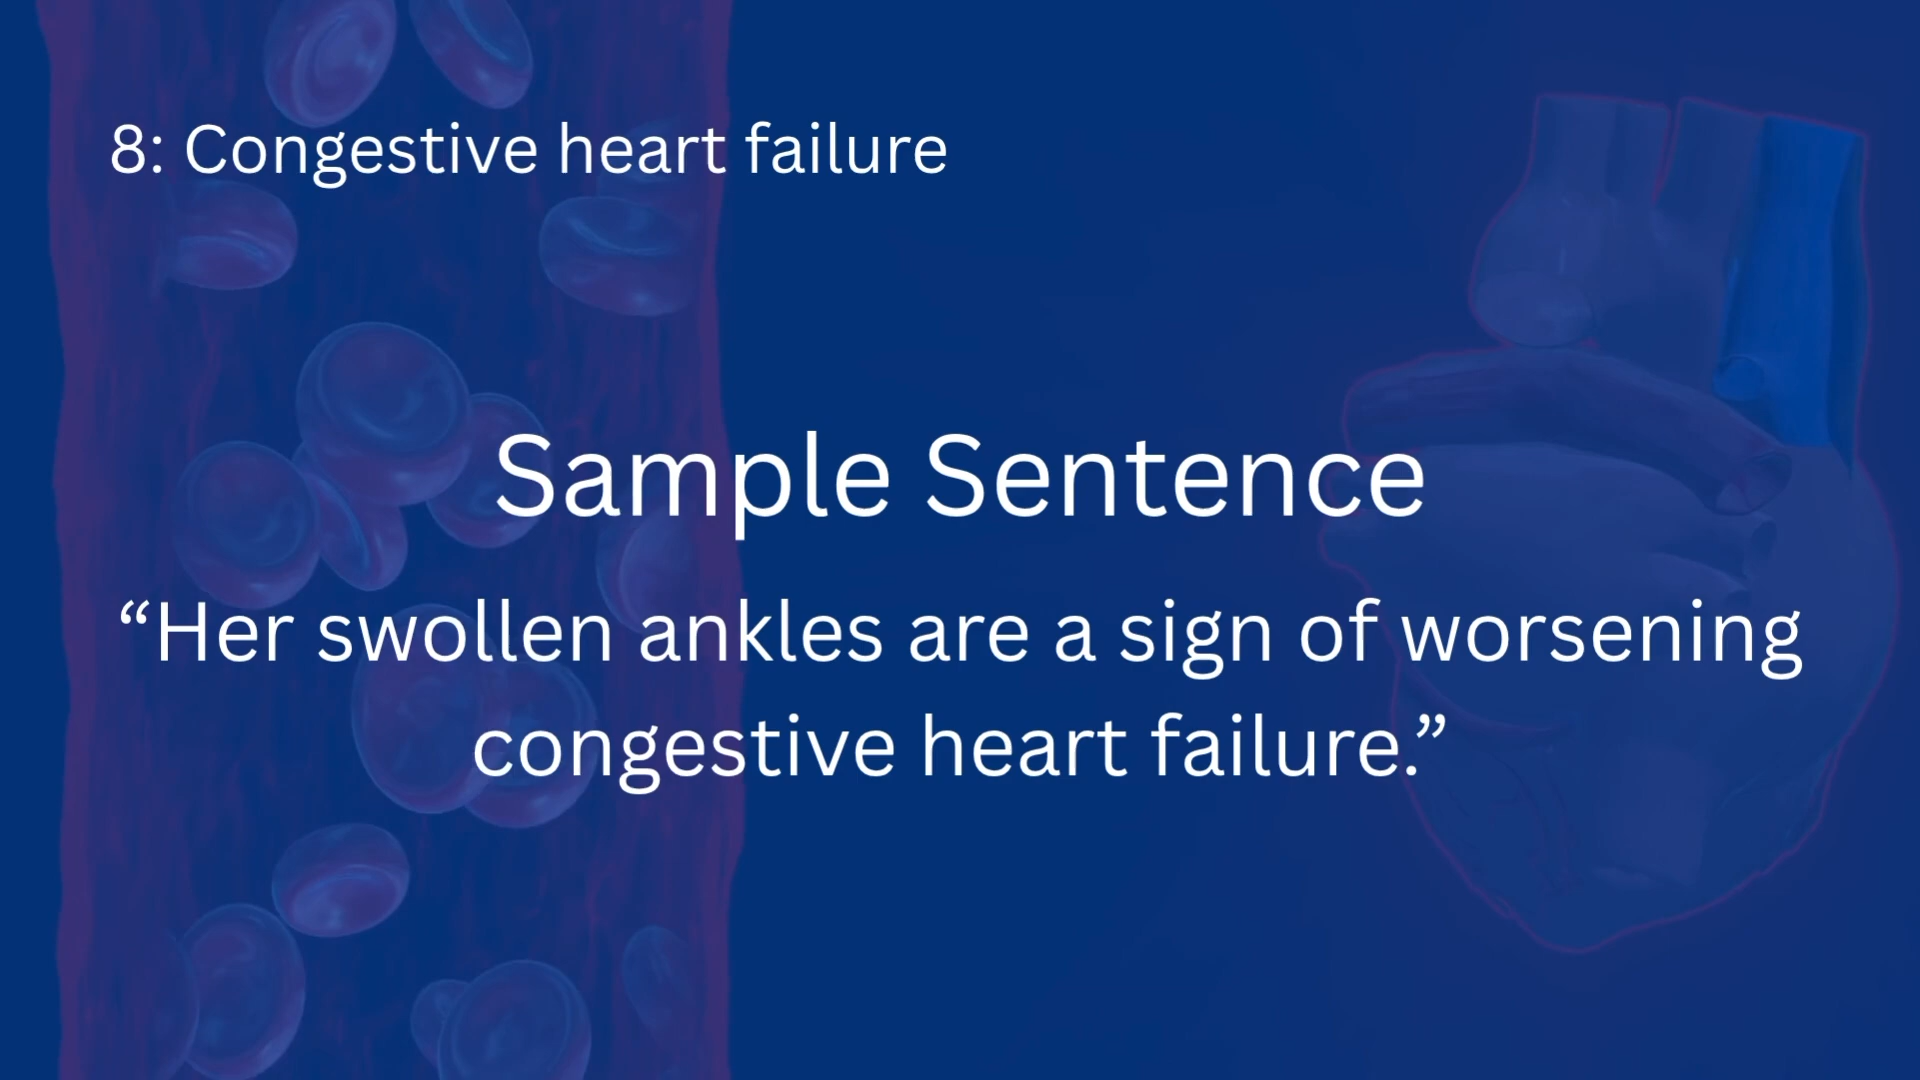 8: Congestive heart failure
Sample Sentence
“Her swollen ankles are a sign of worsening
congestive heart failure.”